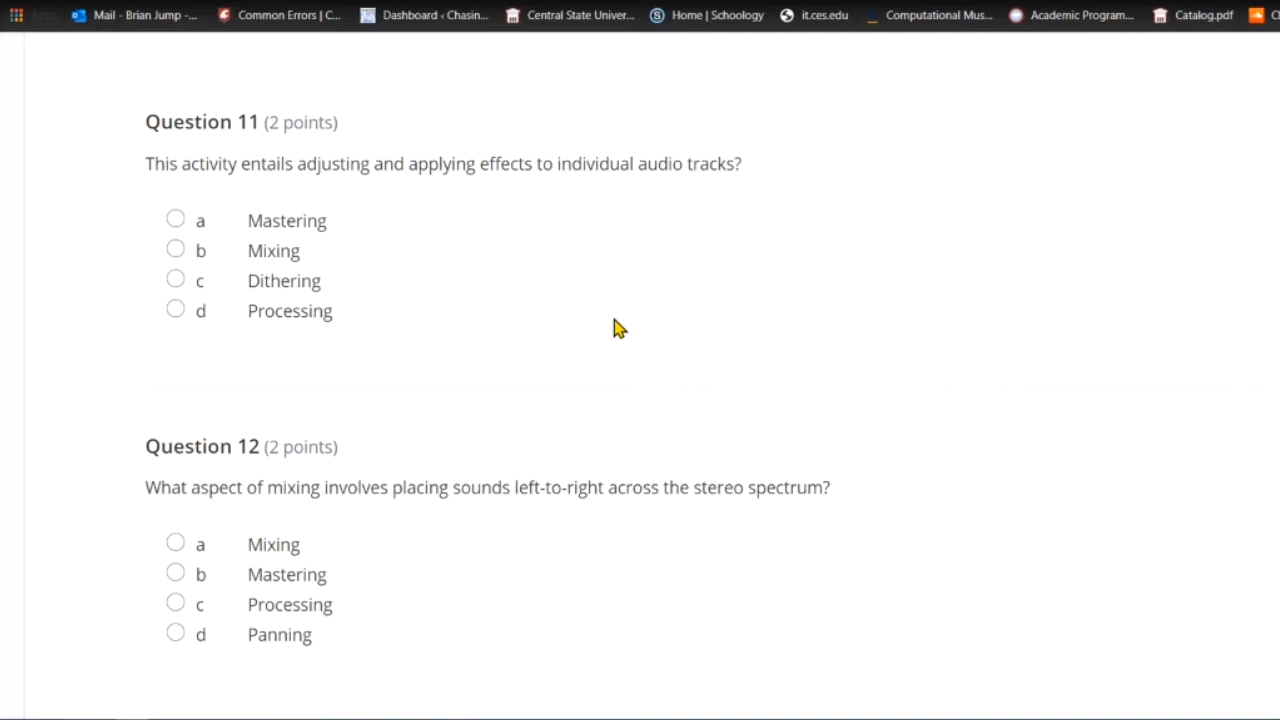 Mail - Brian Jump -... Common Errors | C... Dashboard ‹ Chasin... Central State Univer... Home | Schoology it.ces.edu Computational Mus... Academic Program... Catalog.pdf
Question 11 (2 points)
This activity entails adjusting and applying effects to individual audio tracks?
a Mastering
b Mixing
c Dithering
d Processing
Question 12 (2 points)
What aspect of mixing involves placing sounds left-to-right across the stereo spectrum?
a Mixing
b Mastering
c Processing
d Panning